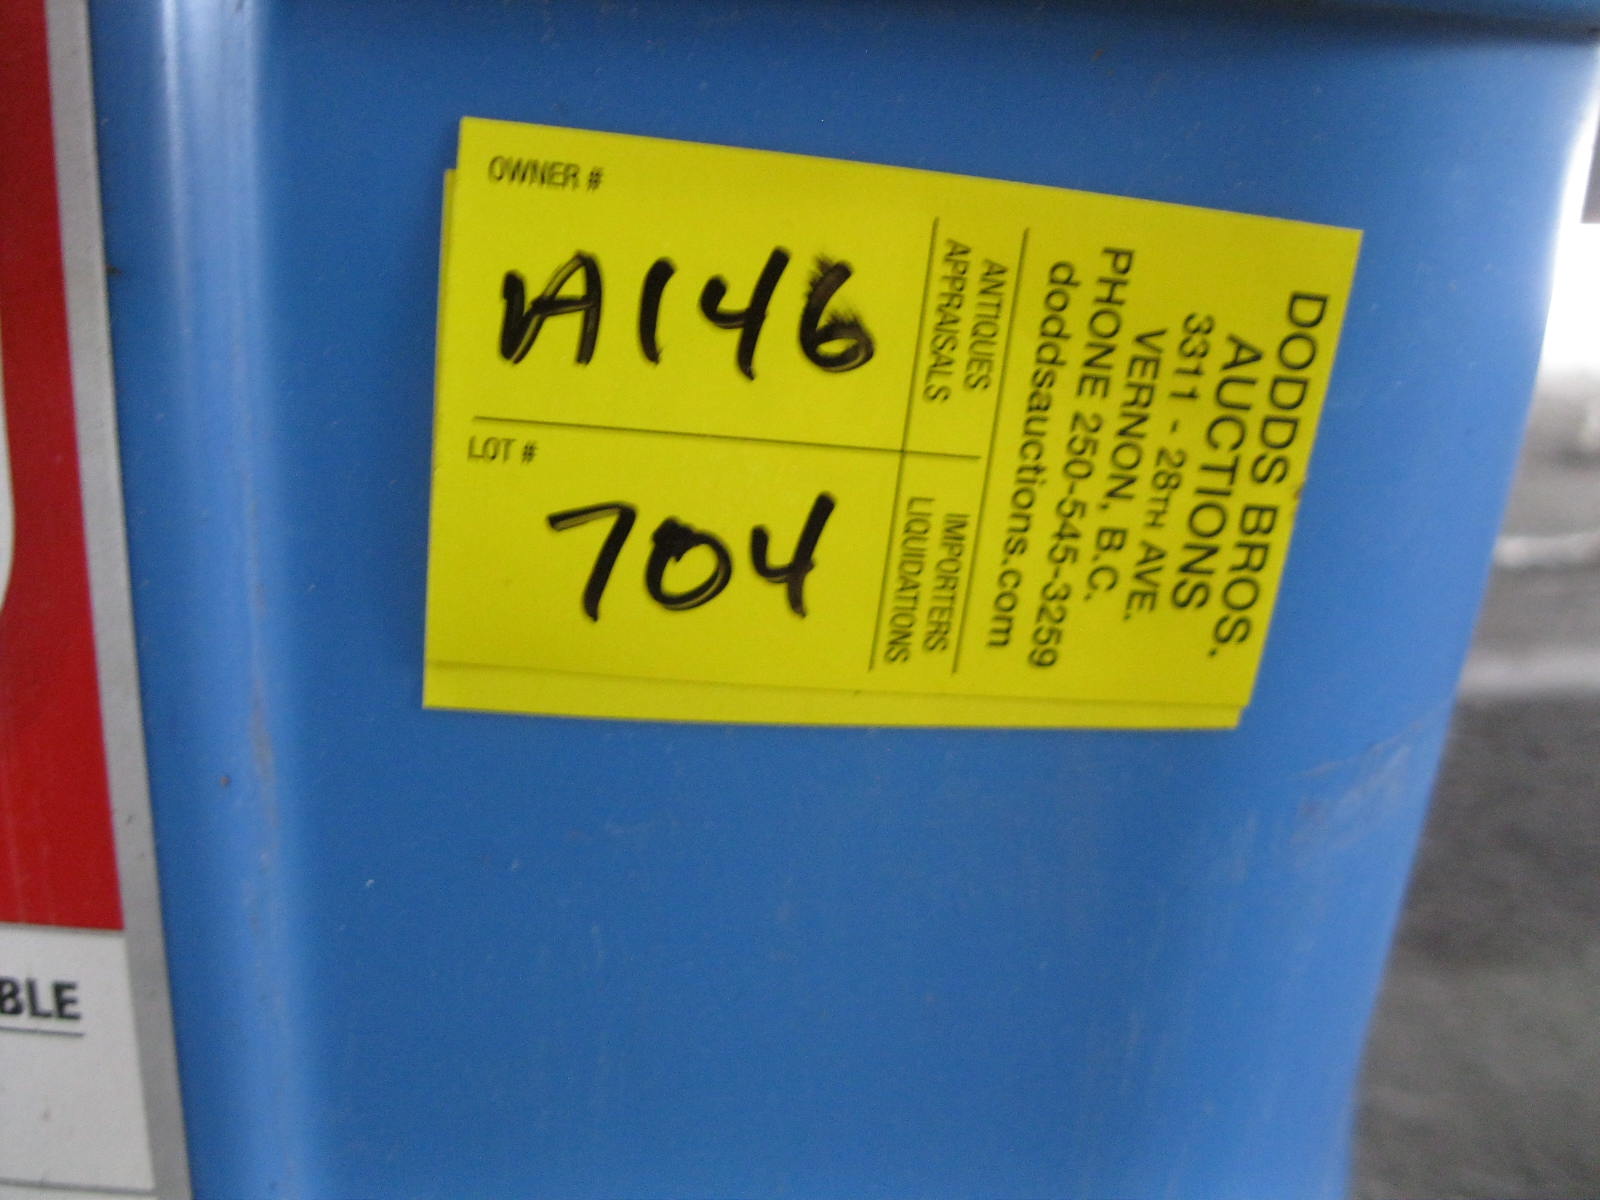 OWNER #
A146
LOT #
704
ANTIQUES
APPRAISALS
IMPORTERS
LIQUIDATIONS
DODDS BROS.
AUCTIONS
3311 - 28TH AVE.
VERNON, B.C.
PHONE 250-545-3259
doddsauctions.com
BLE